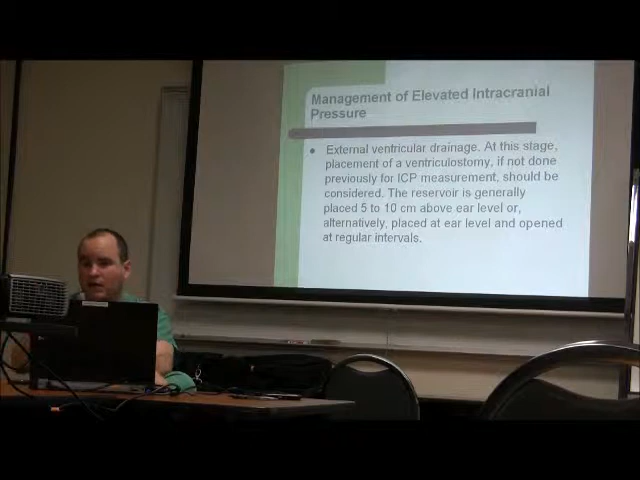 Management of Elevated Intracranial
Pressure
External ventricular drainage. At this stage,
placement of a ventriculostomy, if not done
previously for ICP measurement, should be
considered. The reservoir is generally
placed 5 to 10 cm above ear level or,
alternatively, placed at ear level and opened
at regular intervals.